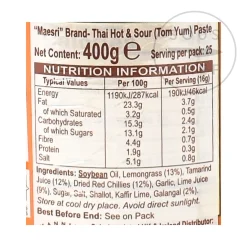 "Maesri" Brand- Thai Hot & Sour (Tom Yum) Paste
Net Content: 400g e Serving per pack: 25
NUTRITION INFORMATION
Typical Values Per 100g Per Serving (16g)
Energy 1190kJ/287kcal 190kJ/46kcal
Fat 23.3g 3.7g
of which Saturated 3.2g 0.5g
Carbohydrates 15.3g 2.4g
of which Sugars 13.1g 2.1g
Fibre 4.4g 0.7g
Protein 1.9g 0.3g
Salt 5.1g 0.8g
Ingredients: Soybean Oil, Lemongrass (13%), Tamarind
Juice (12%), Dried Red Chillies (12%), Garlic, Lime Juice
(9%), Sugar, Salt, Shallot, Kaffir Lime, Galangal (2%).
Store at cool dry place. Avoid direct sunshine.
Best Before End: See on Pack
Ireland Distributor: